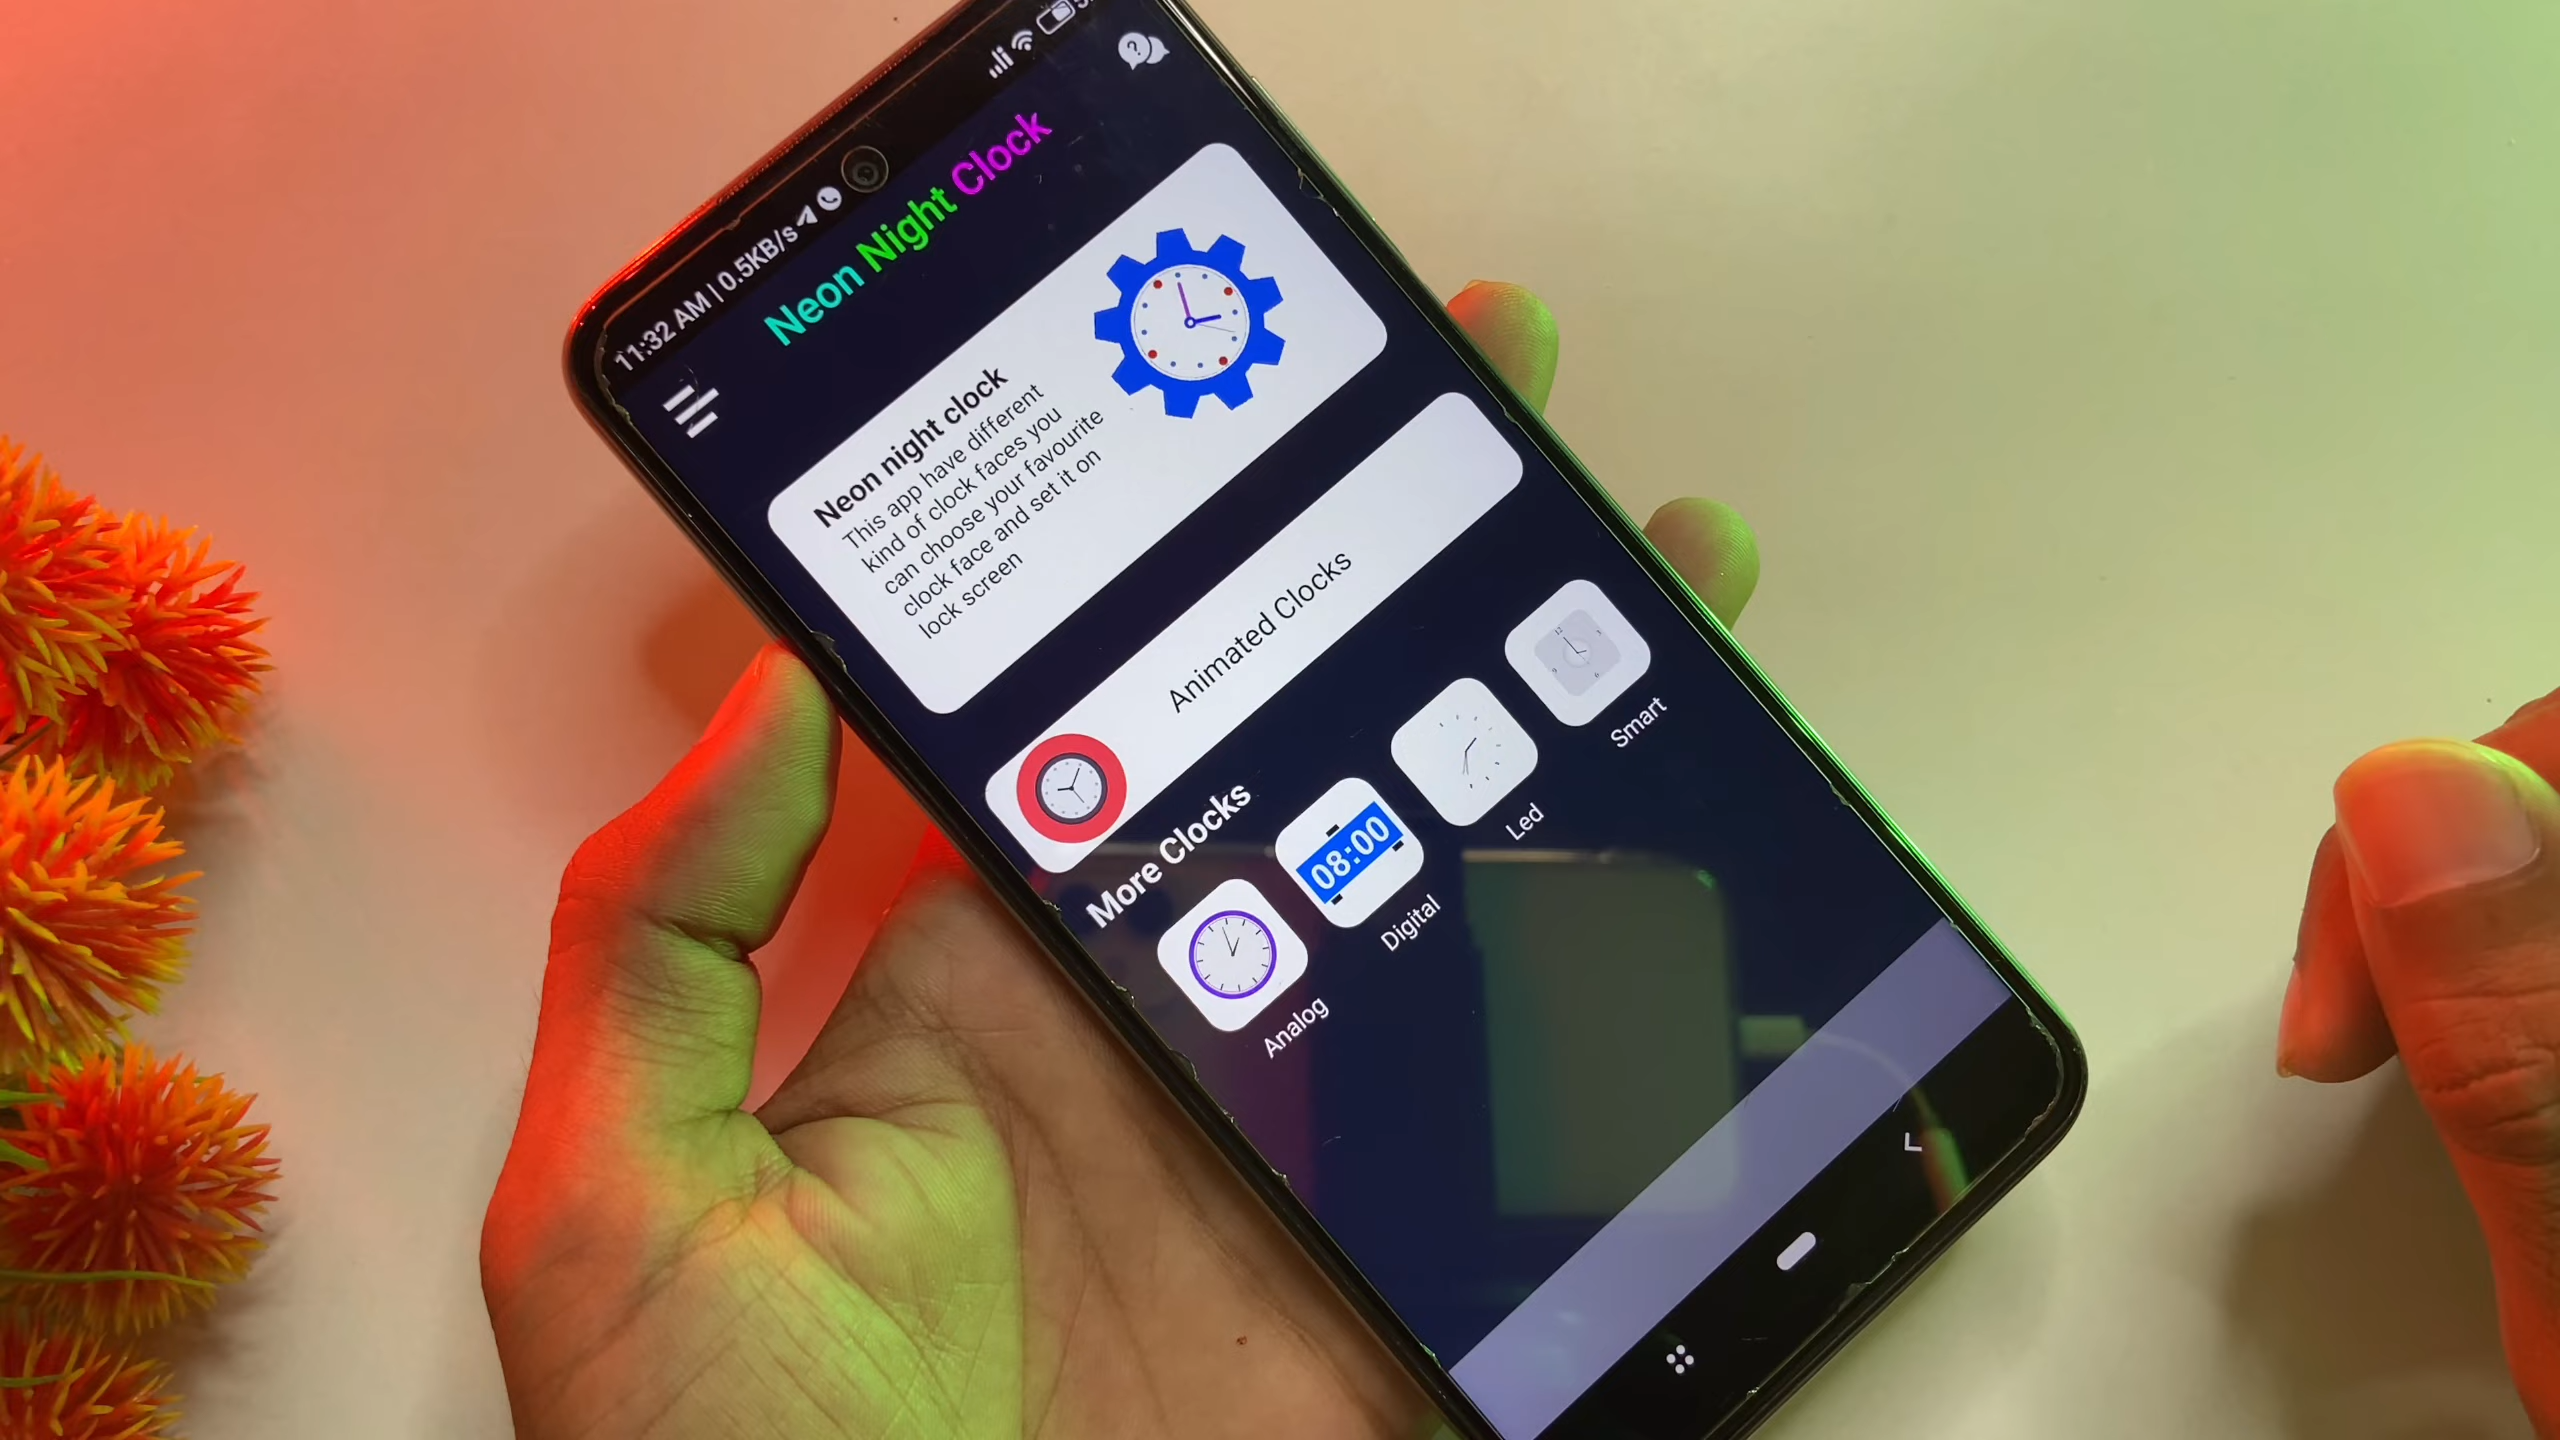 11:32 AM | 0.5KB/s
Neon Night Clock
Neon night clock
This app have different
kind of clock faces you
can choose your favourite
clock face and set it on
lock screen
Animated Clocks
More Clocks
08:00
Analog
Digital
Led
Smart